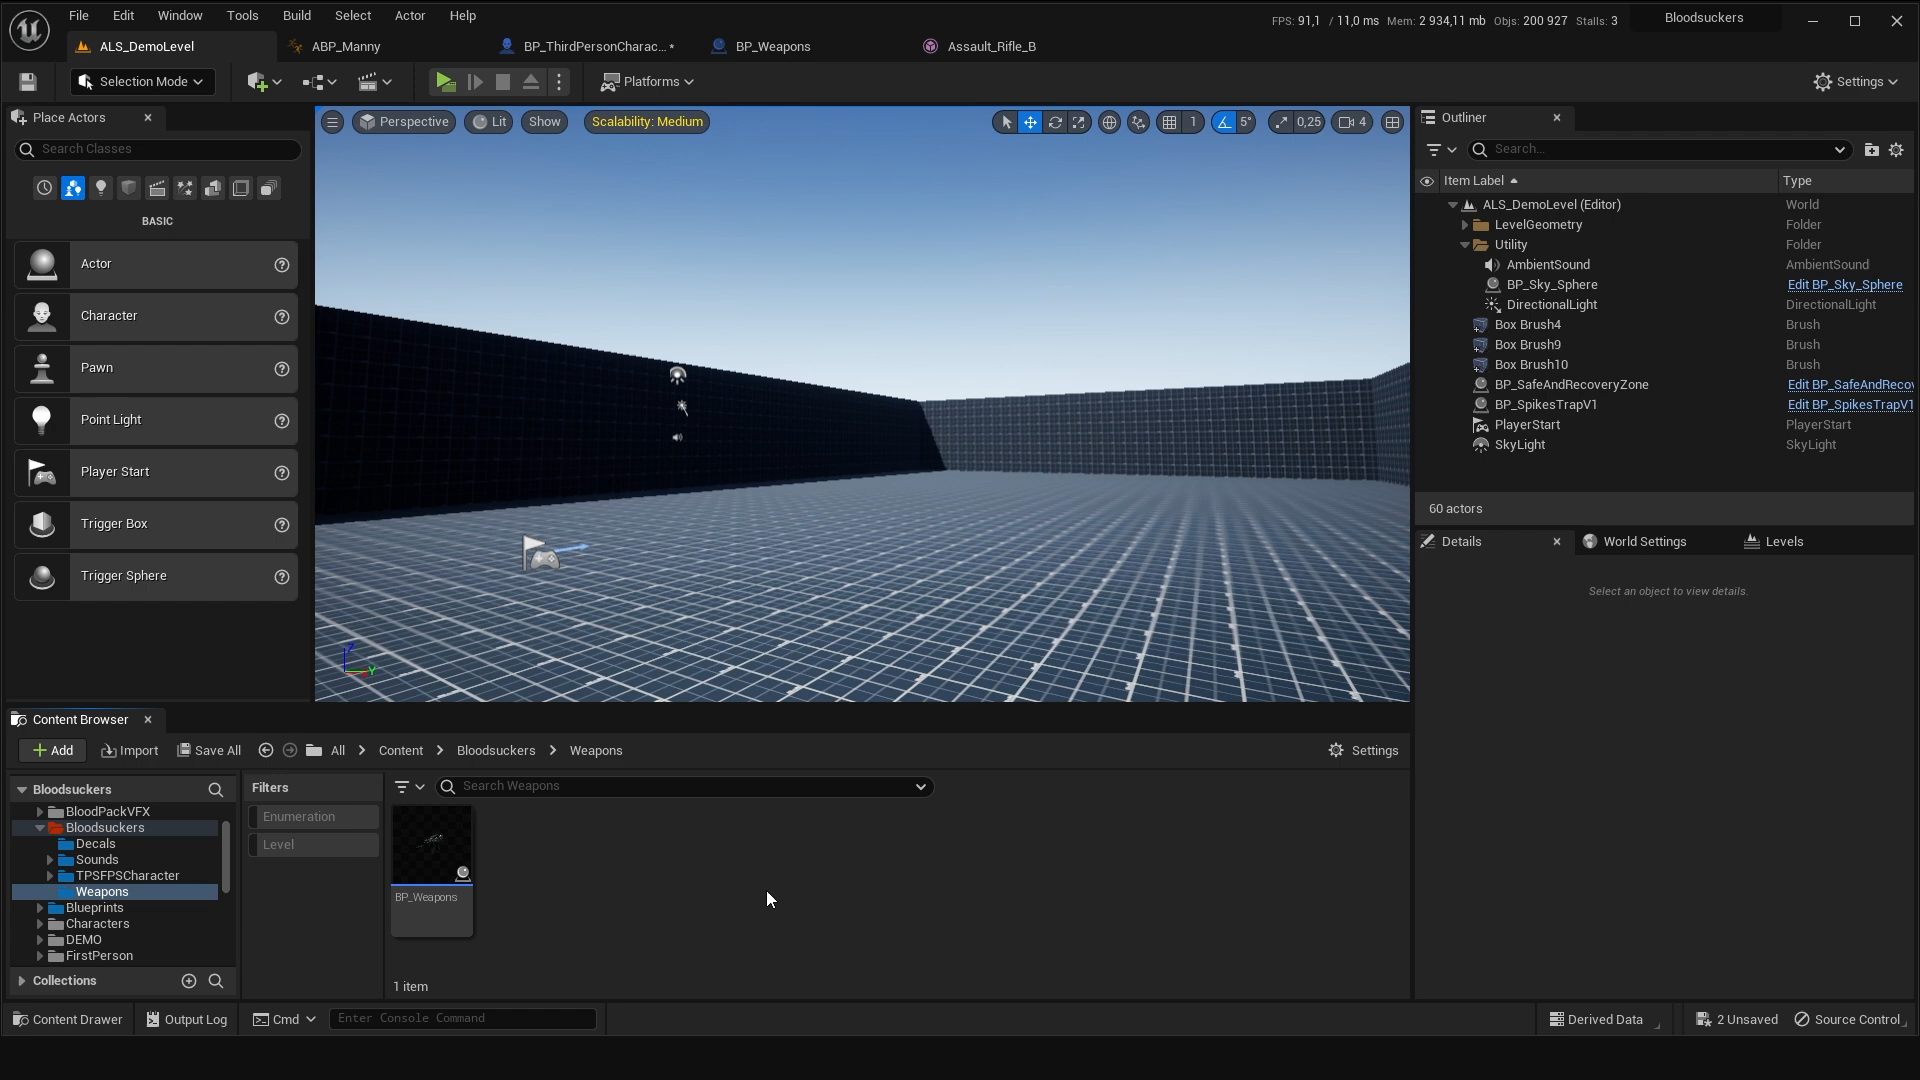 File Edit Window Tools Build Select Actor Help
FPS: 91,1 / 11,0 ms Mem: 2 934,11 mb Objs: 200 927 Stalls: 3 Bloodsuckers
ALS_DemoLevel ABP_Manny BP_ThirdPersonCharac...* BP_Weapons Assault_Rifle_B
Selection Mode Platforms Settings
Place Actors
Search Classes
BASIC
Actor
Character
Pawn
Point Light
Player Start
Trigger Box
Trigger Sphere
Perspective Lit Show Scalability: Medium 1 5° 0,25 4
Z
Y
Outliner
Search...
Item Label Type
ALS_DemoLevel (Editor) World
LevelGeometry Folder
Utility Folder
AmbientSound AmbientSound
BP_Sky_Sphere Edit BP_Sky_Sphere
DirectionalLight DirectionalLight
Box Brush4 Brush
Box Brush9 Brush
Box Brush10 Brush
BP_SafeAndRecoveryZone Edit BP_SafeAndRecov
BP_SpikesTrapV1 Edit BP_SpikesTrapV1
PlayerStart PlayerStart
SkyLight SkyLight
60 actors
Details World Settings Levels
Select an object to view details.
Content Browser
Add Import Save All All Content Bloodsuckers Weapons Settings
Bloodsuckers
BloodPackVFX
Bloodsuckers
Decals
Sounds
TPSFPSCharacter
Weapons
Blueprints
Characters
DEMO
FirstPerson
Collections
Filters
Enumeration
Level
Search Weapons
BP_Weapons
1 item
Content Drawer Output Log Cmd Enter Console Command Derived Data 2 Unsaved Source Control